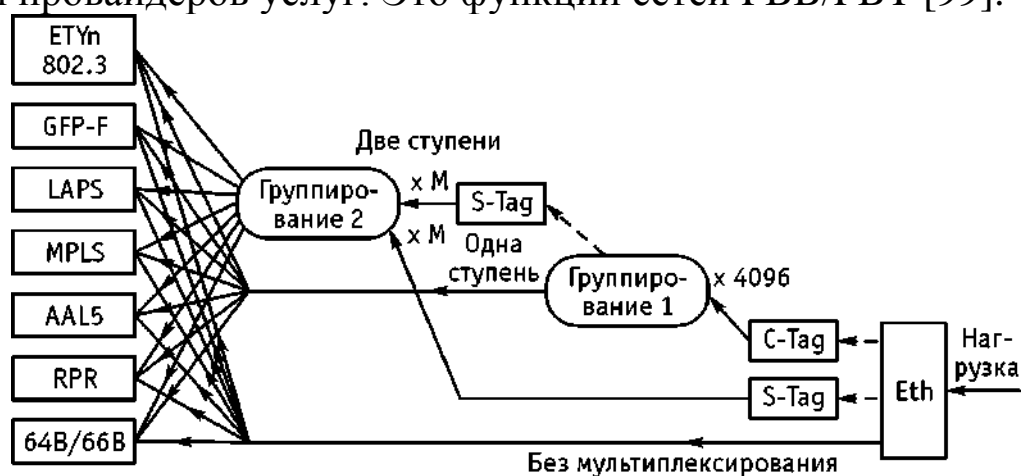 провайдеров услуг. Это функции сетей PBB/PBT [99].
ETYn
802.3
GFP-F
LAPS
MPLS
AAL5
RPR
64B/66B
Две ступени
Группиро-
вание 2
x M
S-Tag
x M
Одна
ступень
Группиро-
вание 1
x 4096
C-Tag
S-Tag
Eth
Наг-
рузка
Без мультиплексирования